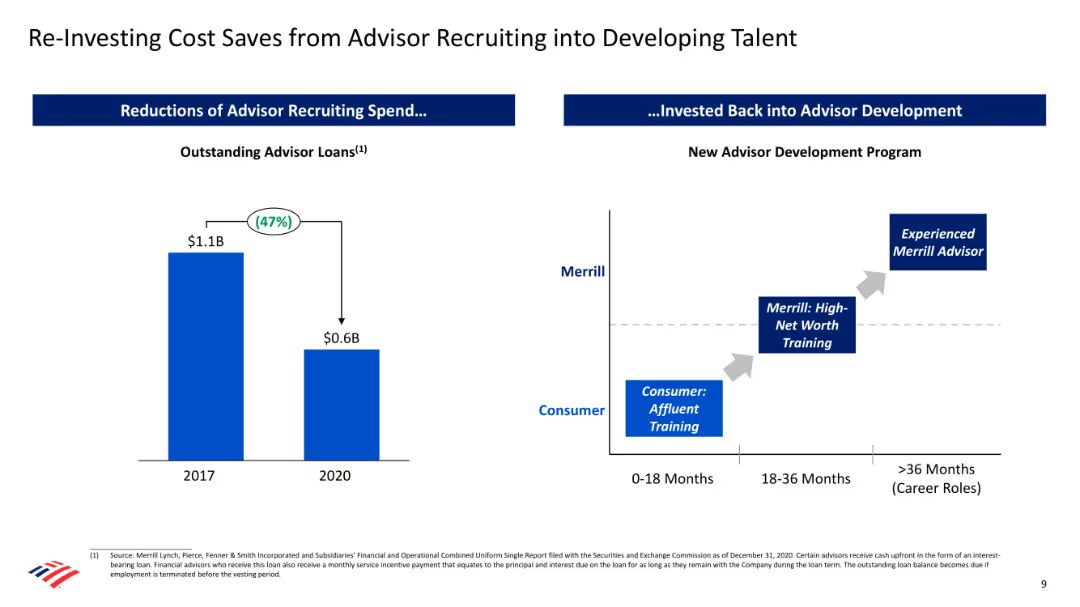 Re-Investing Cost Saves from Advisor Recruiting into Developing Talent
Reductions of Advisor Recruiting Spend…
Outstanding Advisor Loans(1)
(47%)
$1.1B
$0.6B
2017
2020
…Invested Back into Advisor Development
New Advisor Development Program
Merrill
Consumer
Experienced
Merrill Advisor
Merrill: High-
Net Worth
Training
Consumer:
Affluent
Training
0-18 Months
18-36 Months
>36 Months
(Career Roles)
(1) Source: Merrill Lynch, Pierce, Fenner & Smith Incorporated and Subsidiaries' Financial and Operational Combined Uniform Single Report filed with the Securities and Exchange Commission as of December 31, 2020. Certain advisors receive cash upfront in the form of an interest-
bearing loan. Financial advisors who receive this loan also receive a monthly service incentive payment that equates to the principal and interest due on the loan for as long as they remain with the Company during the loan term. The outstanding loan balance becomes due if
employment is terminated before the vesting period.
9